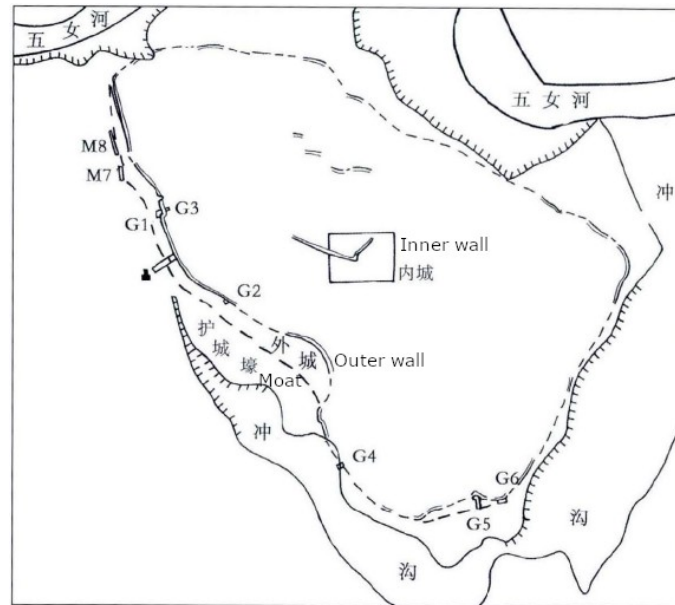 五女河
五女河
M8
M7
冲
G3
G1
Inner wall
内城
G2
护城壕
外城
Outer wall
Moat
冲
G4
G6
G5
沟
沟